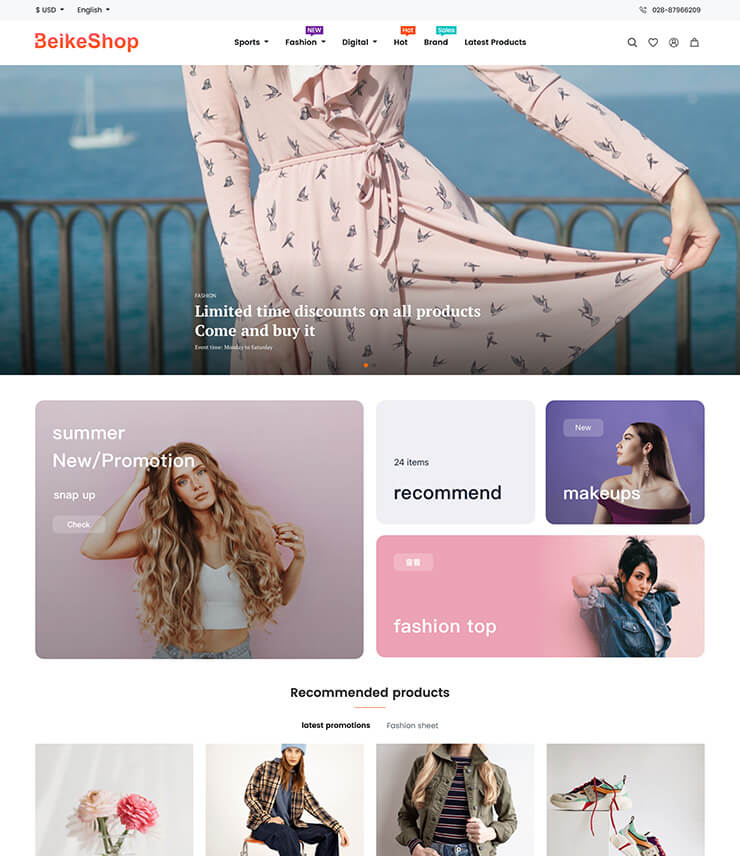 $ USD
English
028-87966209
BeikeShop
Sports
NEW
Fashion
Digital
Hot
Hot
Sales
Brand
Latest Products
FASHION
Limited time discounts on all products
Come and buy it
Event time: Monday to Saturday
summer
New/Promotion
snap up
Check
24 items
recommend
New
makeups
查看
fashion top
Recommended products
latest promotions
Fashion sheet